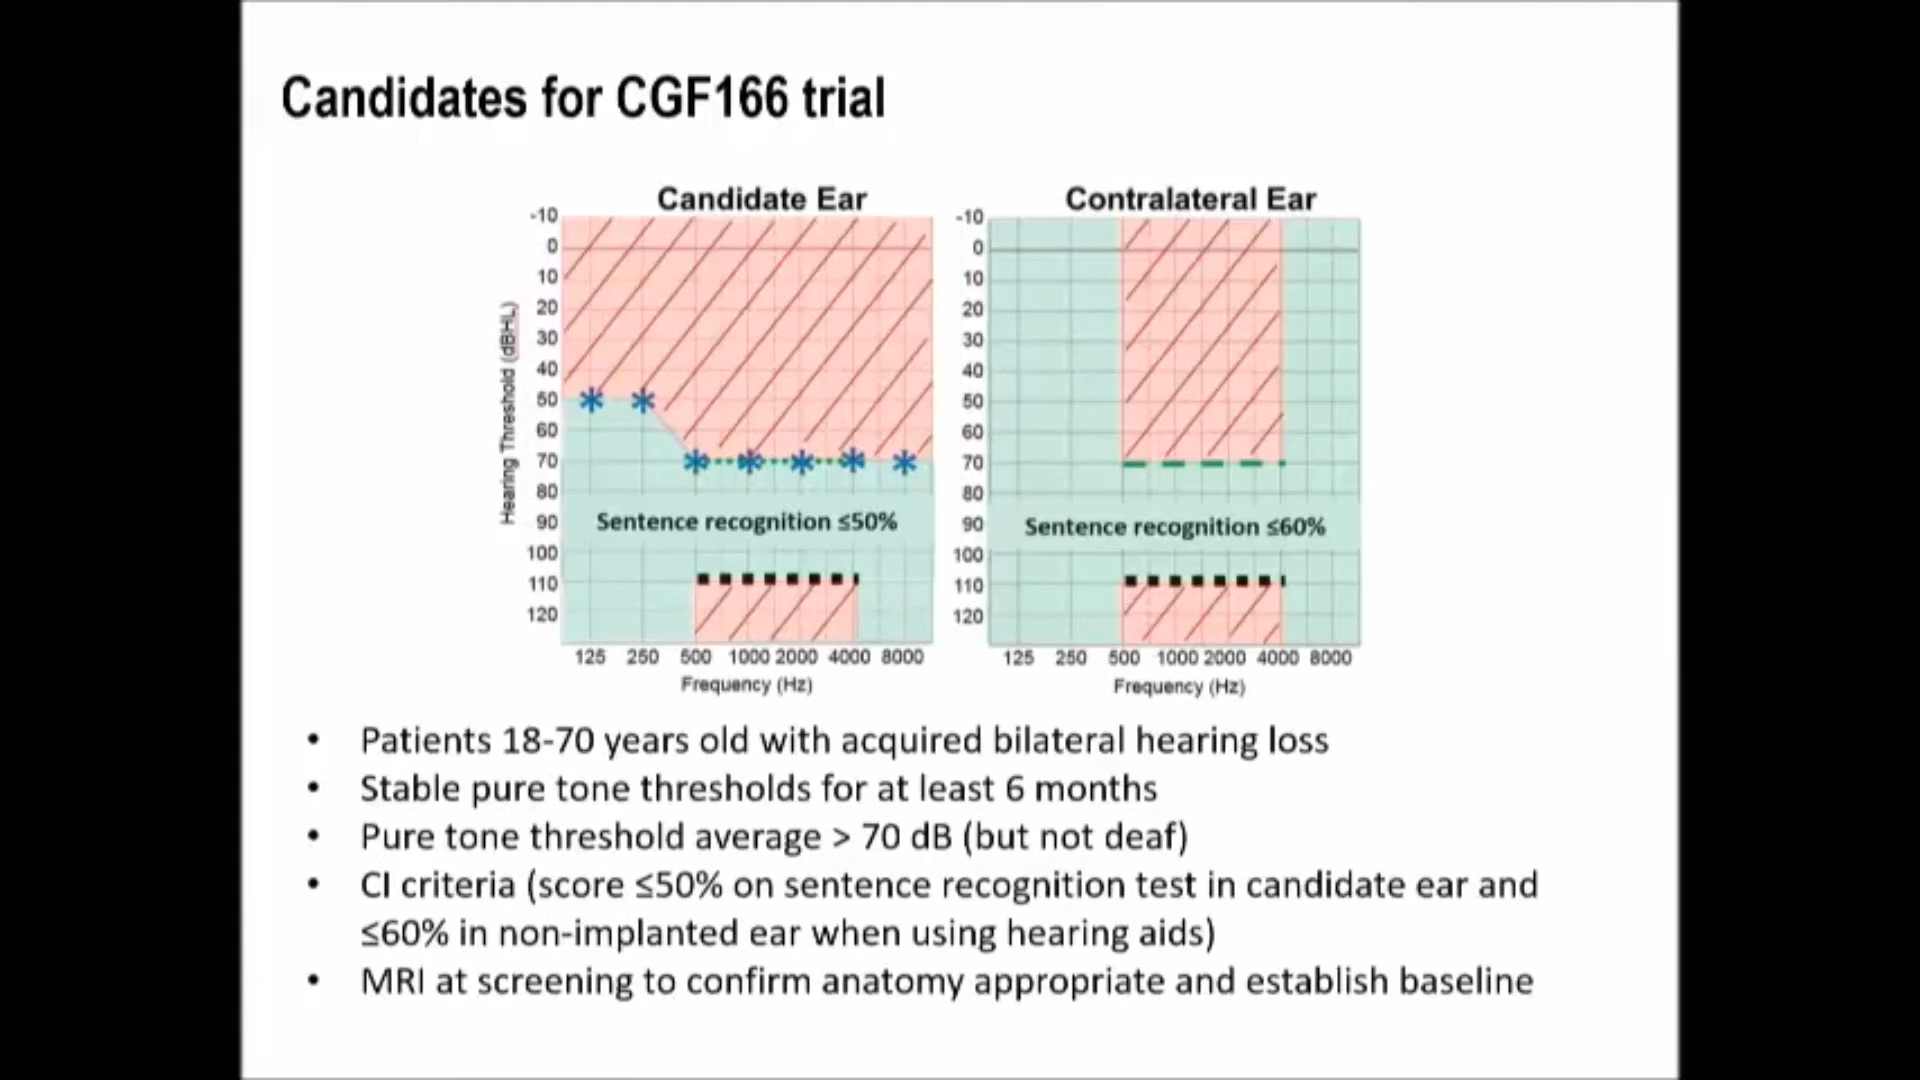 Candidates for CGF166 trial
Candidate Ear
Contralateral Ear
-10
0
10
20
30
40
50
60
70
80
90
100
110
120
Hearing Threshold (dBHL)
Sentence recognition ≤50%
125 250 500 1000 2000 4000 8000
Frequency (Hz)
-10
0
10
20
30
40
50
60
70
80
90
100
110
120
Sentence recognition ≤60%
125 250 500 1000 2000 4000 8000
Frequency (Hz)
• Patients 18-70 years old with acquired bilateral hearing loss
• Stable pure tone thresholds for at least 6 months
• Pure tone threshold average > 70 dB (but not deaf)
• CI criteria (score ≤50% on sentence recognition test in candidate ear and
≤60% in non-implanted ear when using hearing aids)
• MRI at screening to confirm anatomy appropriate and establish baseline